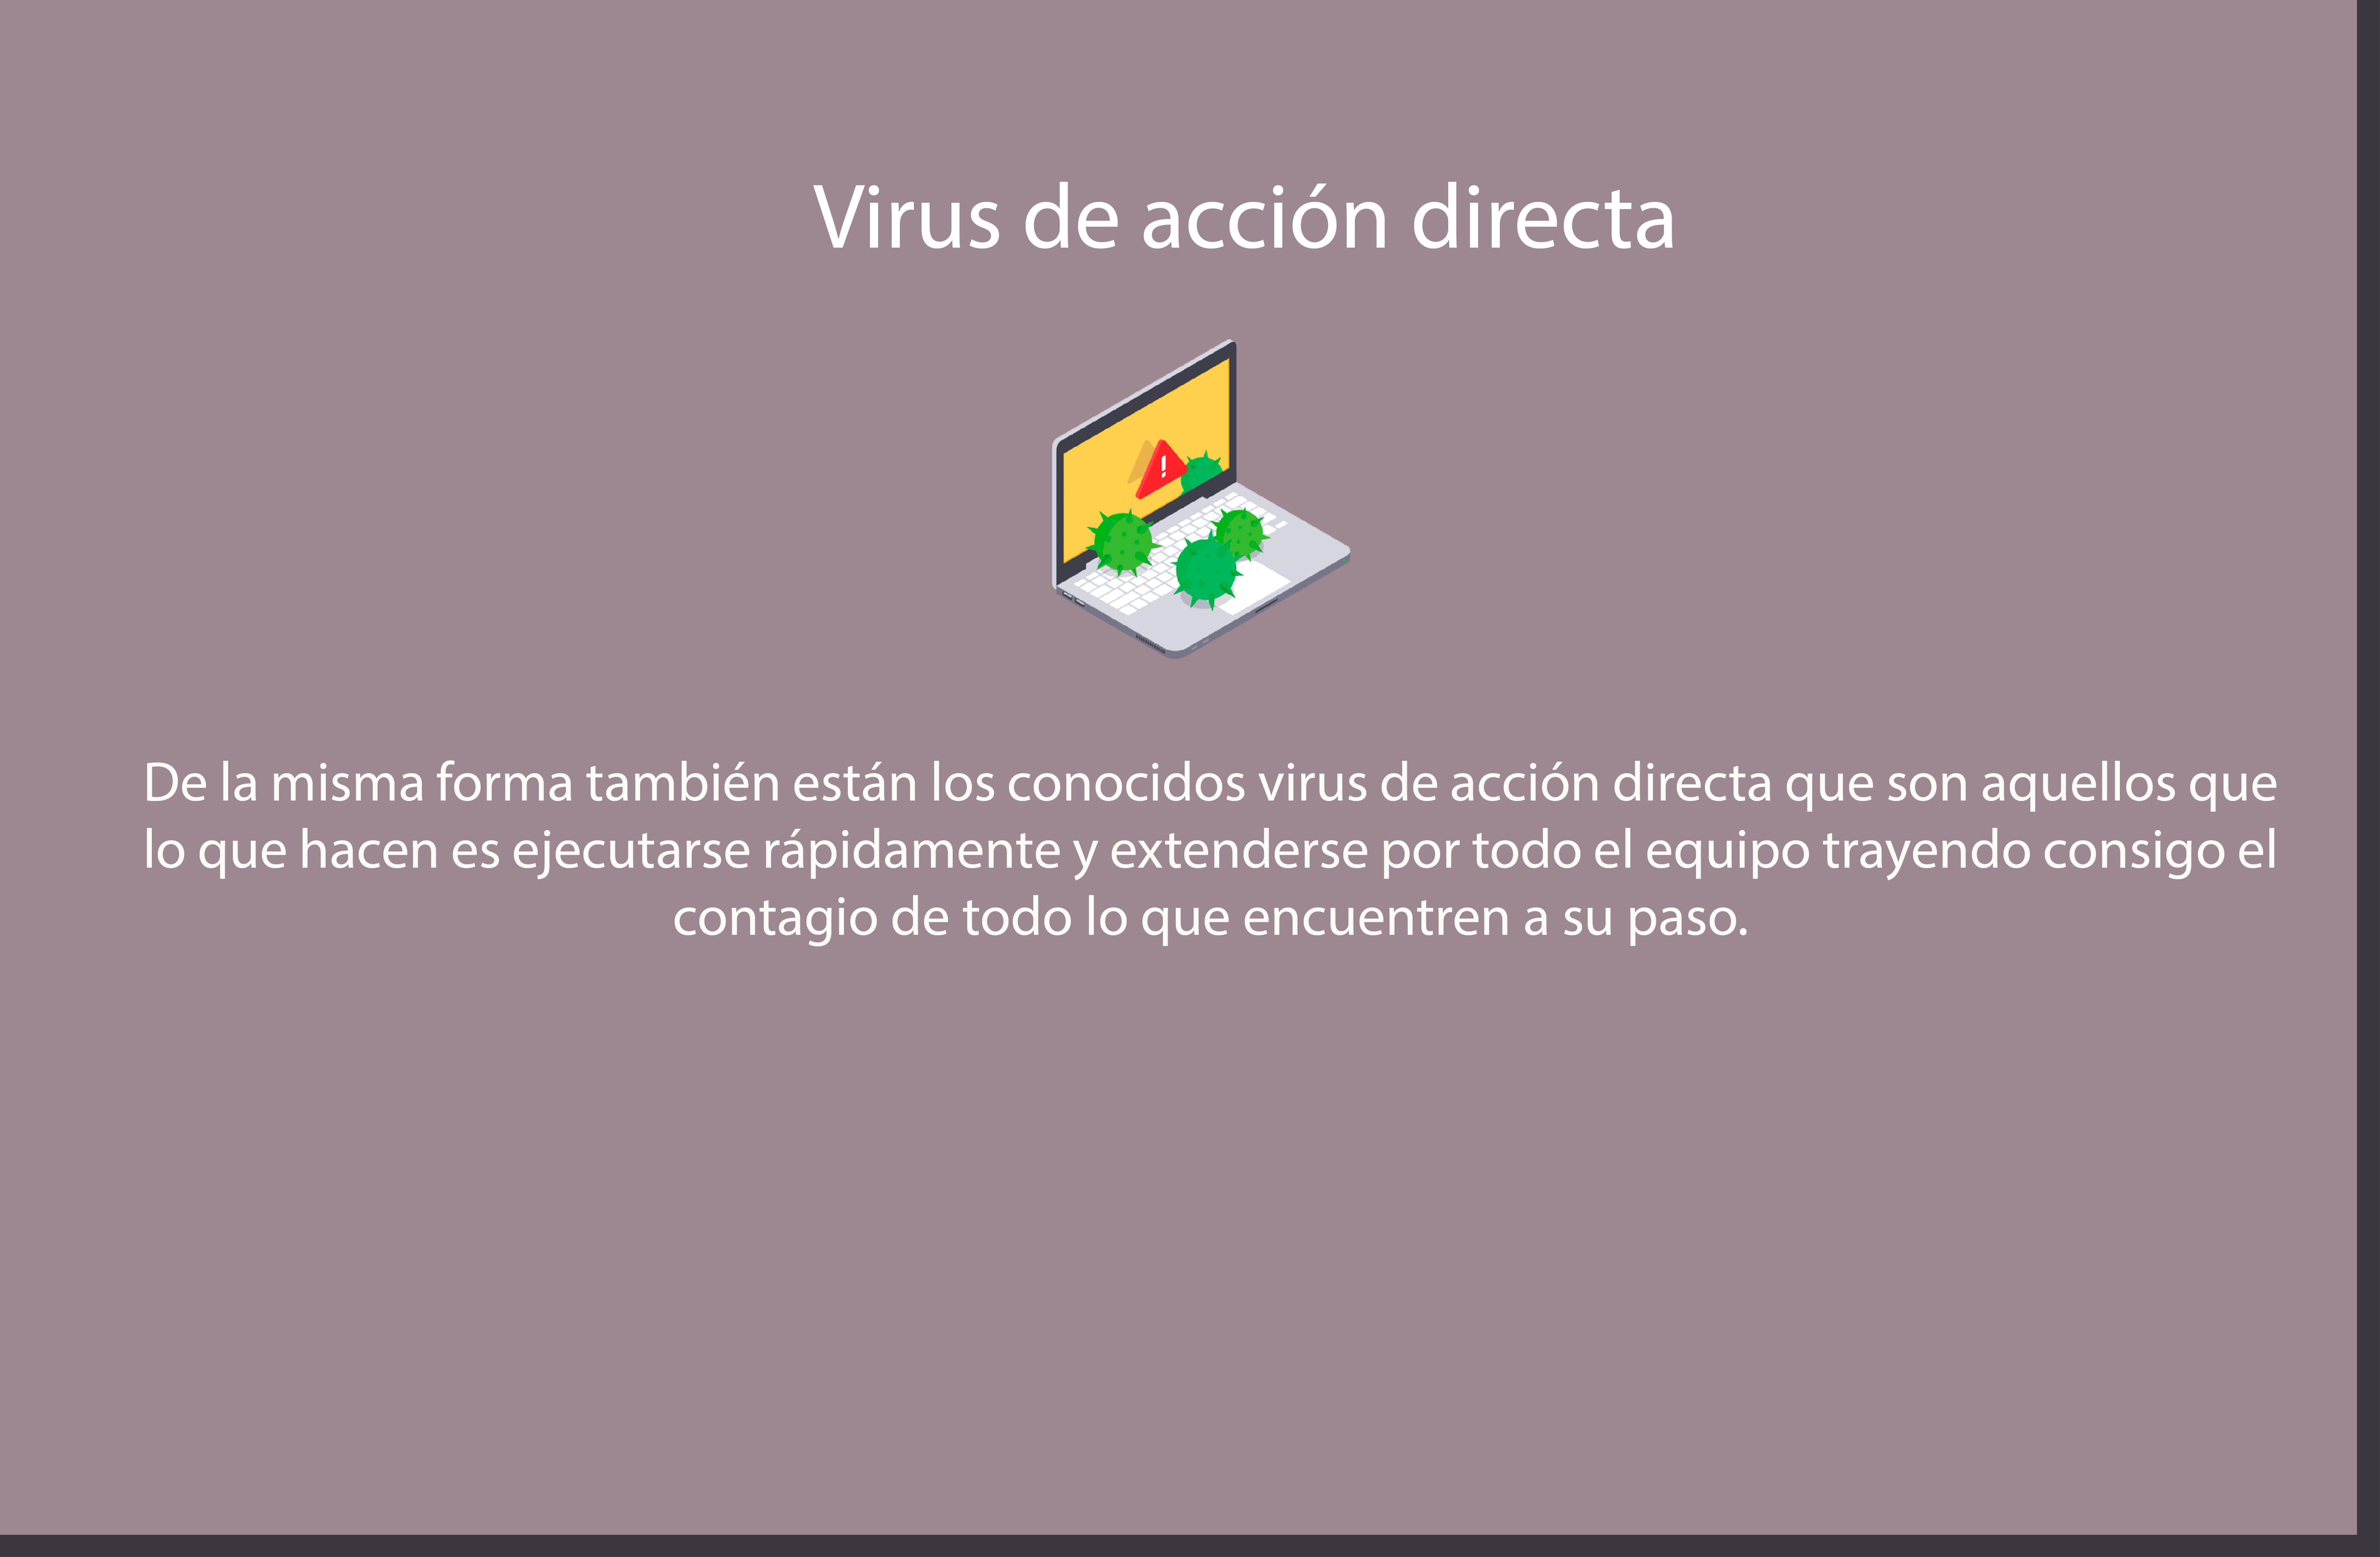 Virus de acción directa
De la misma forma también están los conocidos virus de acción directa que son aquellos que
lo que hacen es ejecutarse rápidamente y extenderse por todo el equipo trayendo consigo el
contagio de todo lo que encuentren a su paso.